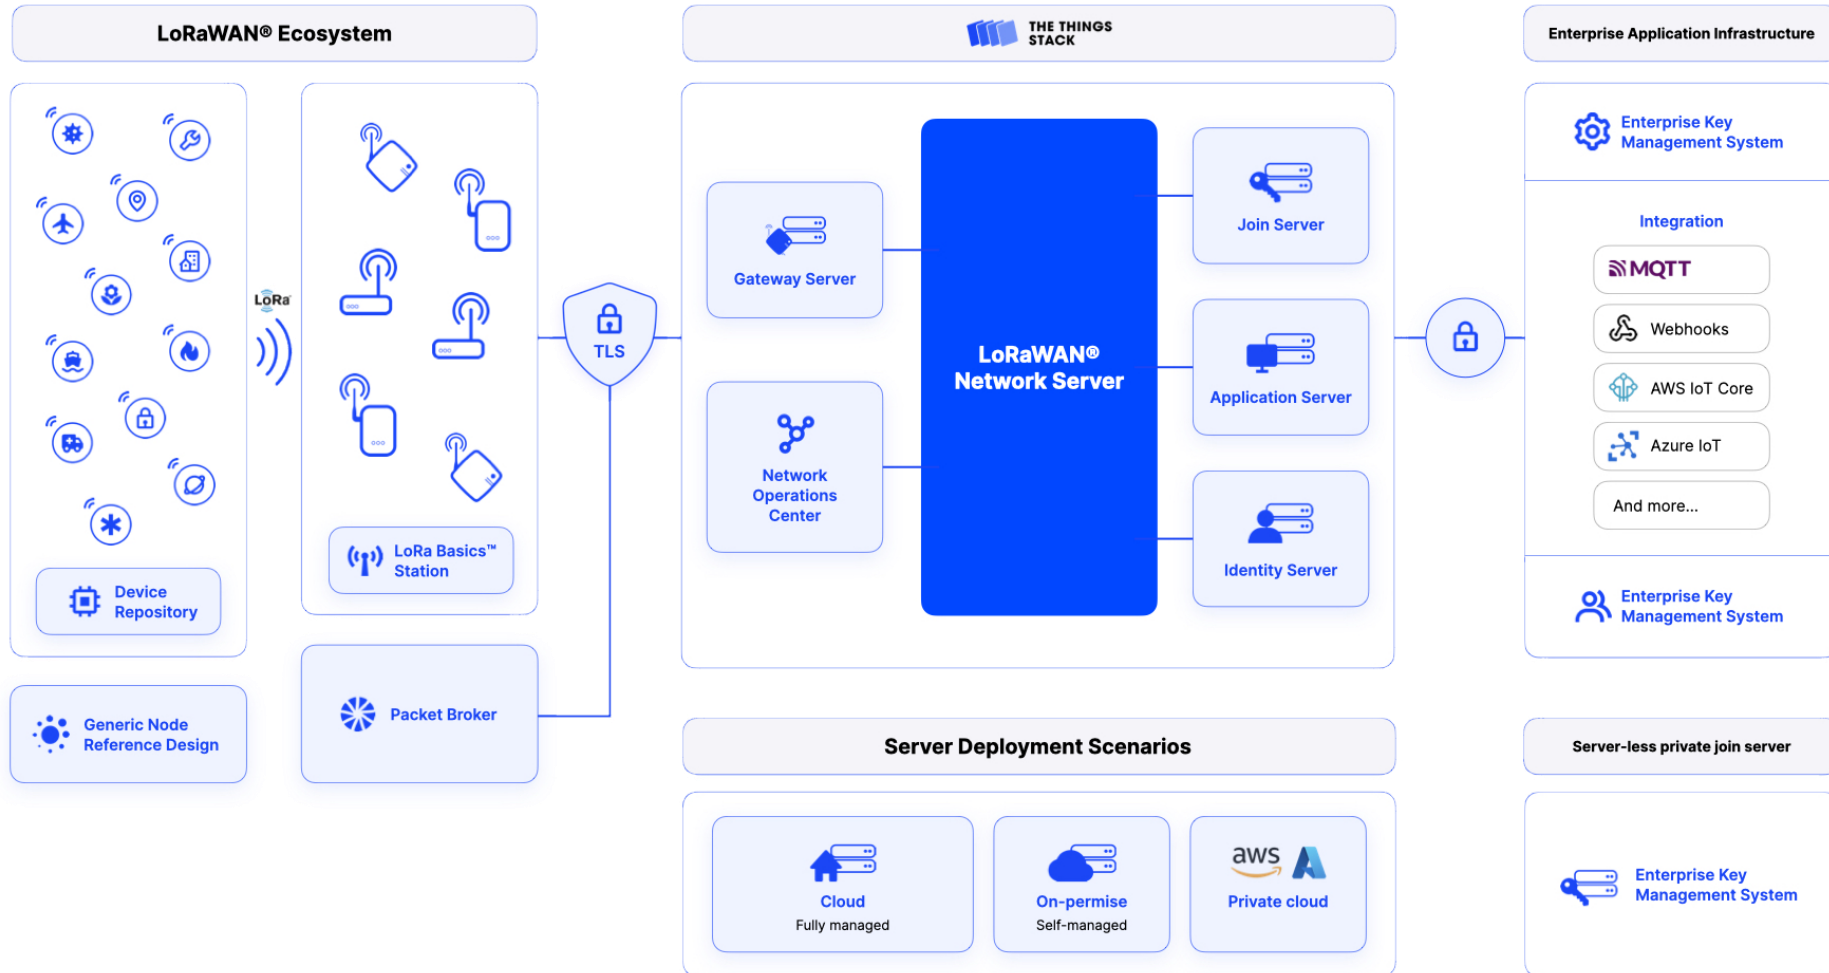 LoRaWAN® Ecosystem
THE THINGS
STACK
Enterprise Application Infrastructure
LoRa
Device
Repository
LoRa Basics™
Station
Generic Node
Reference Design
Packet Broker
TLS
Gateway Server
Network
Operations
Center
LoRaWAN®
Network Server
Join Server
Application Server
Identity Server
Enterprise Key
Management System
Integration
MQTT
Webhooks
AWS IoT Core
Azure IoT
And more...
Enterprise Key
Management System
Server Deployment Scenarios
Cloud
Fully managed
On-permise
Self-managed
aws
Private cloud
Server-less private join server
Enterprise Key
Management System